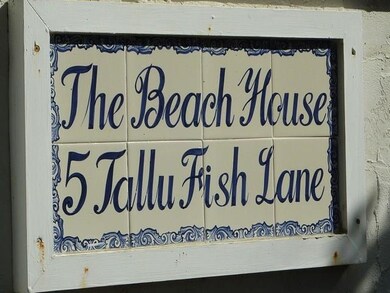 The Beach House
5 Tallu Fish Lane